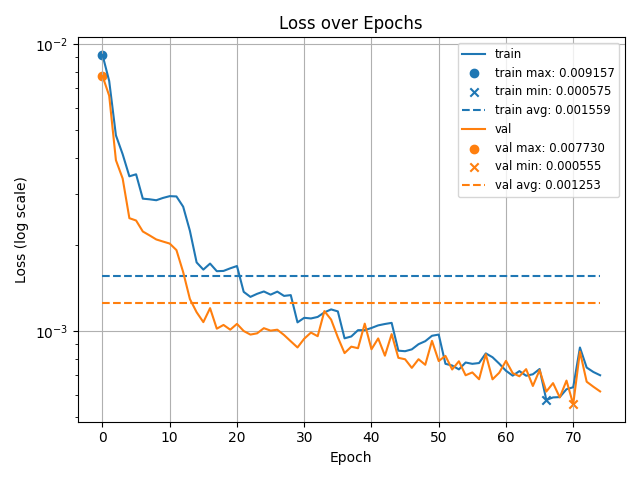 Loss over Epochs
Loss (log scale)
10⁻²
10⁻³
train
train max: 0.009157
train min: 0.000575
train avg: 0.001559
val
val max: 0.007730
val min: 0.000555
val avg: 0.001253
0 10 20 30 40 50 60 70
Epoch